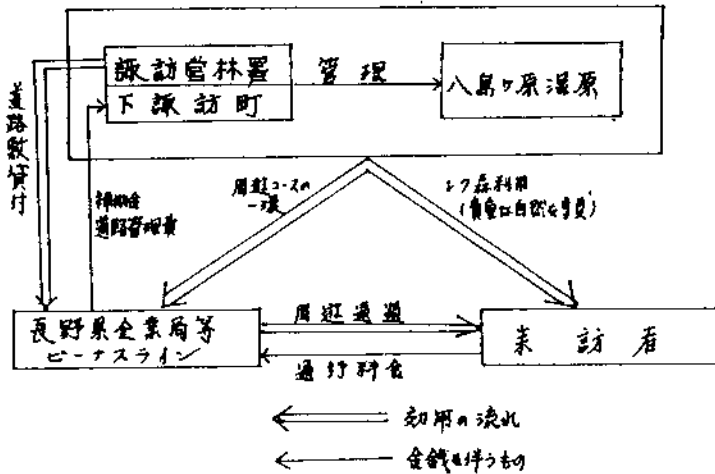 諏訪営林署
下諏訪町
管理
八島ヶ原湿原
道路敷貸付
補助金
道路管理費
周遊コースの
一環
レク森利用
(貴重な自然を享受)
長野県企業局等
ビーナスライン
周遊
通行料金
来訪者
効用の流れ
金銭を伴うもの